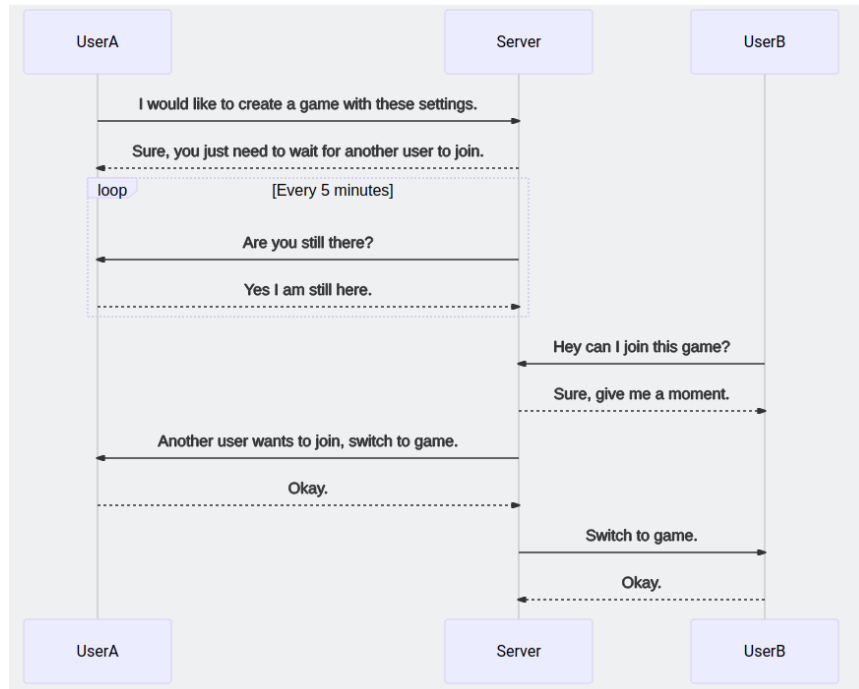 UserA Server UserB
I would like to create a game with these settings.
Sure, you just need to wait for another user to join.
loop [Every 5 minutes]
Are you still there?
Yes I am still here.
Hey can I join this game?
Sure, give me a moment.
Another user wants to join, switch to game.
Okay.
Switch to game.
Okay.
UserA Server UserB